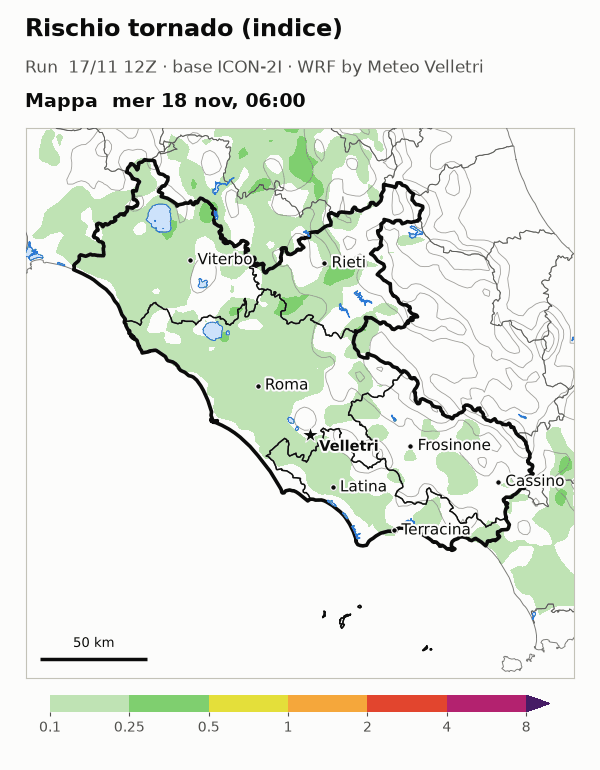 Rischio tornado (indice)
Run  17/11 12Z · base ICON-2I · WRF by Meteo Velletri
Mappa  mer 18 nov, 06:00
Viterbo
Rieti
Roma
Velletri
Frosinone
Latina
Cassino
Terracina
50 km
0.1 0.25 0.5 1 2 4 8